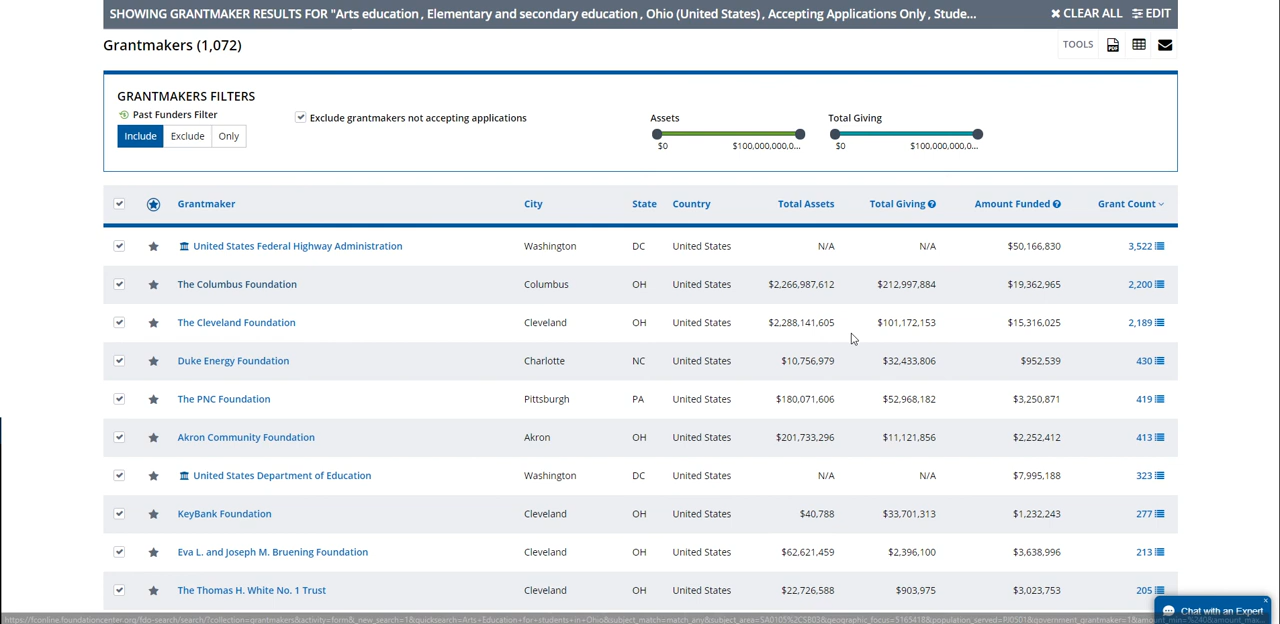 SHOWING GRANTMAKER RESULTS FOR "Arts education , Elementary and secondary education , Ohio (United States) , Accepting Applications Only , Stude... CLEAR ALL EDIT
Grantmakers (1,072) TOOLS
GRANTMAKERS FILTERS
Past Funders Filter
Include Exclude Only
Exclude grantmakers not accepting applications
Assets
$0 $100,000,000,0...
Total Giving
$0 $100,000,000,0...
Grantmaker City State Country Total Assets Total Giving Amount Funded Grant Count
United States Federal Highway Administration Washington DC United States N/A N/A $50,166,830 3,522
The Columbus Foundation Columbus OH United States $2,266,987,612 $212,997,884 $19,362,965 2,200
The Cleveland Foundation Cleveland OH United States $2,288,141,605 $101,172,153 $15,316,025 2,189
Duke Energy Foundation Charlotte NC United States $10,756,979 $32,433,806 $952,539 430
The PNC Foundation Pittsburgh PA United States $180,071,606 $52,968,182 $3,250,871 419
Akron Community Foundation Akron OH United States $201,733,296 $11,121,856 $2,252,412 413
United States Department of Education Washington DC United States N/A N/A $7,995,188 323
KeyBank Foundation Cleveland OH United States $40,788 $33,701,313 $1,232,243 277
Eva L. and Joseph M. Bruening Foundation Cleveland OH United States $62,621,459 $2,396,100 $3,638,996 213
The Thomas H. White No. 1 Trust Cleveland OH United States $22,726,588 $903,975 $3,023,753 205
Chat with an Expert